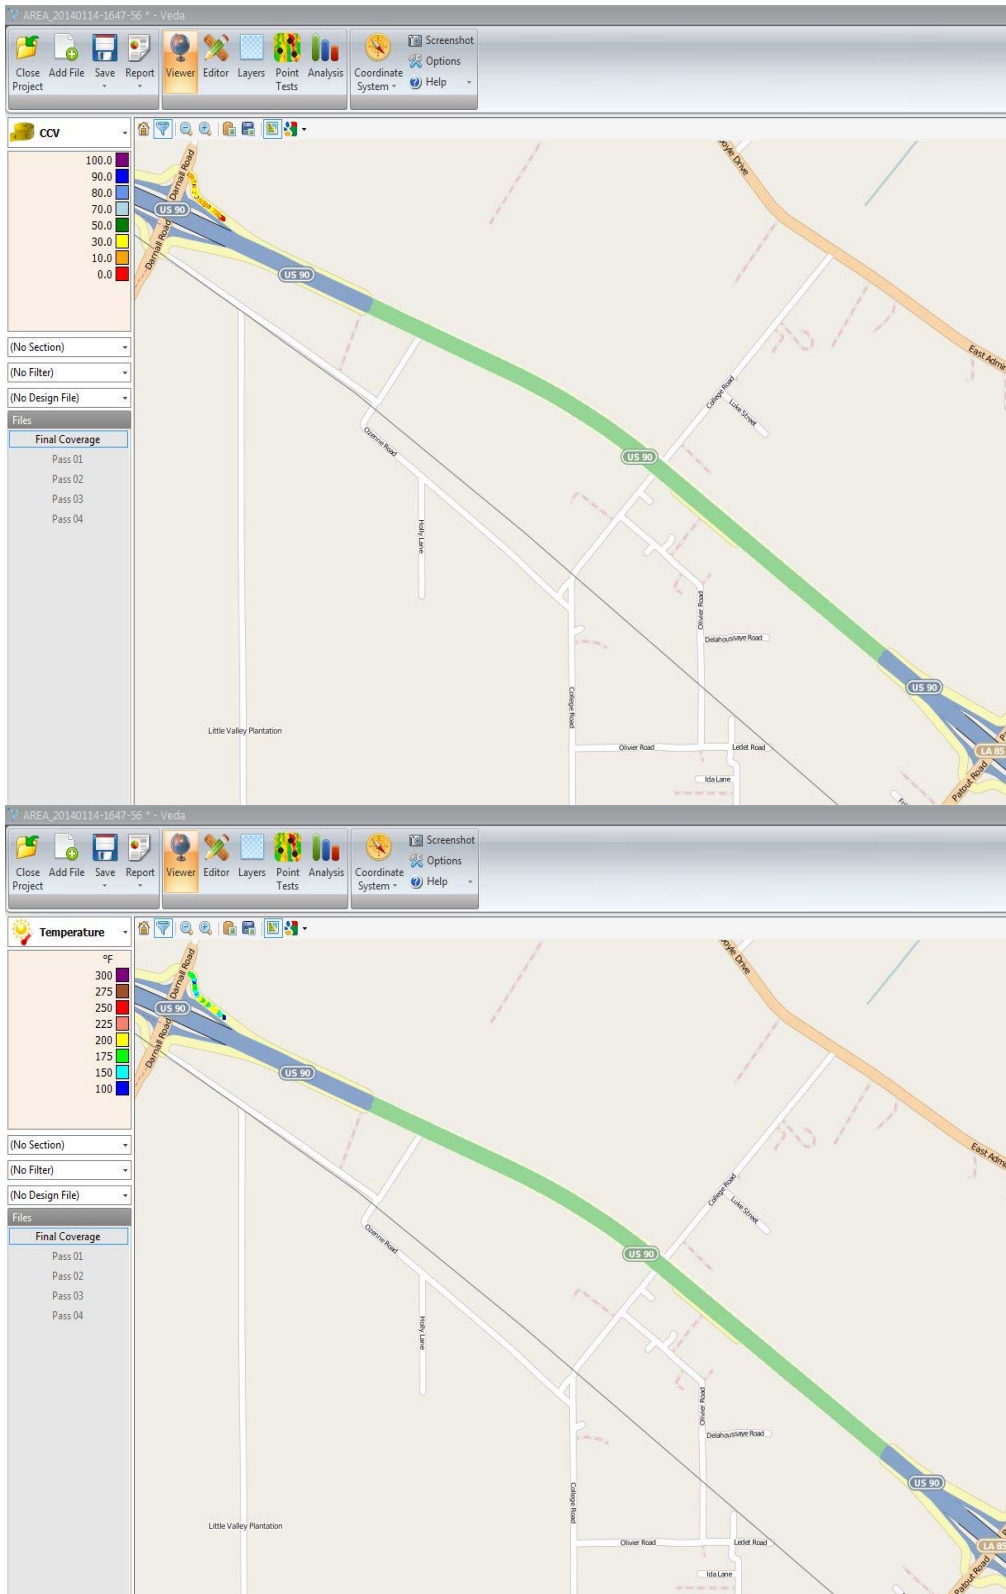 AREA_20140114-1647-56 * - Veda
Close Project
Add File
Save
Report
Viewer
Editor
Layers
Point Tests
Analysis
Coordinate System
Screenshot
Options
Help
CCV
100.0
90.0
80.0
70.0
50.0
30.0
10.0
0.0
(No Section)
(No Filter)
(No Design File)
Files
Final Coverage
Pass 01
Pass 02
Pass 03
Pass 04
Darnall Road
US 90
Darnall Road
US 90
oyle Drive
East Admi
College Road
Luke Street
US 90
Ozenne Road
Holly Lane
Olivier Road
Delahoussaye Road
College Road
US 90
Little Valley Plantation
Olivier Road
Ledet Road
Ida Lane
LA 85
Patout Road
AREA_20140114-1647-56 * - Veda
Close Project
Add File
Save
Report
Viewer
Editor
Layers
Point Tests
Analysis
Coordinate System
Screenshot
Options
Help
Temperature
°F
300
275
250
225
200
175
150
100
(No Section)
(No Filter)
(No Design File)
Files
Final Coverage
Pass 01
Pass 02
Pass 03
Pass 04
Darnall Road
US 90
Darnall Road
US 90
oyle Drive
East Admi
College Road
Luke Street
US 90
Ozenne Road
Holly Lane
Olivier Road
Delahoussaye Road
College Road
US 90
Little Valley Plantation
Olivier Road
Ledet Road
Ida Lane
LA 85
Patout Road